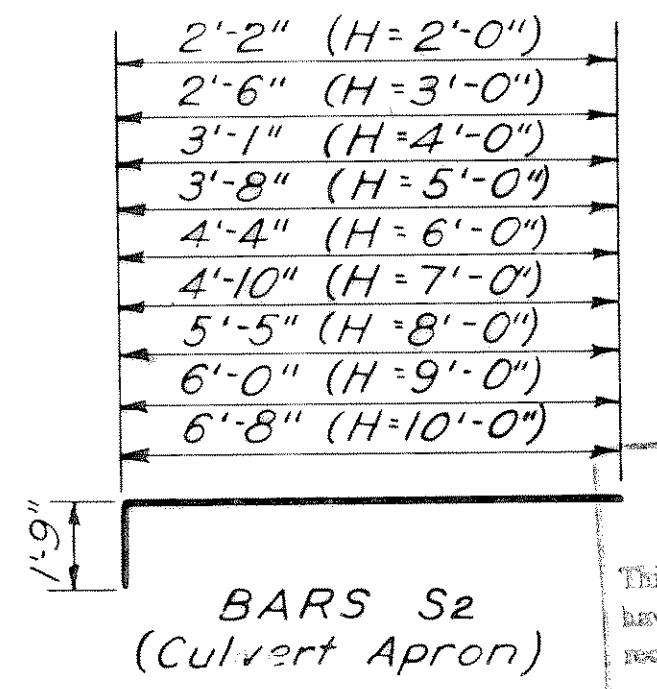 2'-2" (H=2'-0")
2'-6" (H=3'-0")
3'-1" (H=4'-0")
3'-8" (H=5'-0")
4'-4" (H=6'-0")
4'-10" (H=7'-0")
5'-5" (H=8'-0")
6'-0" (H=9'-0")
6'-8" (H=10'-0")
1'-9"
BARS S2
(Culvert Apron)